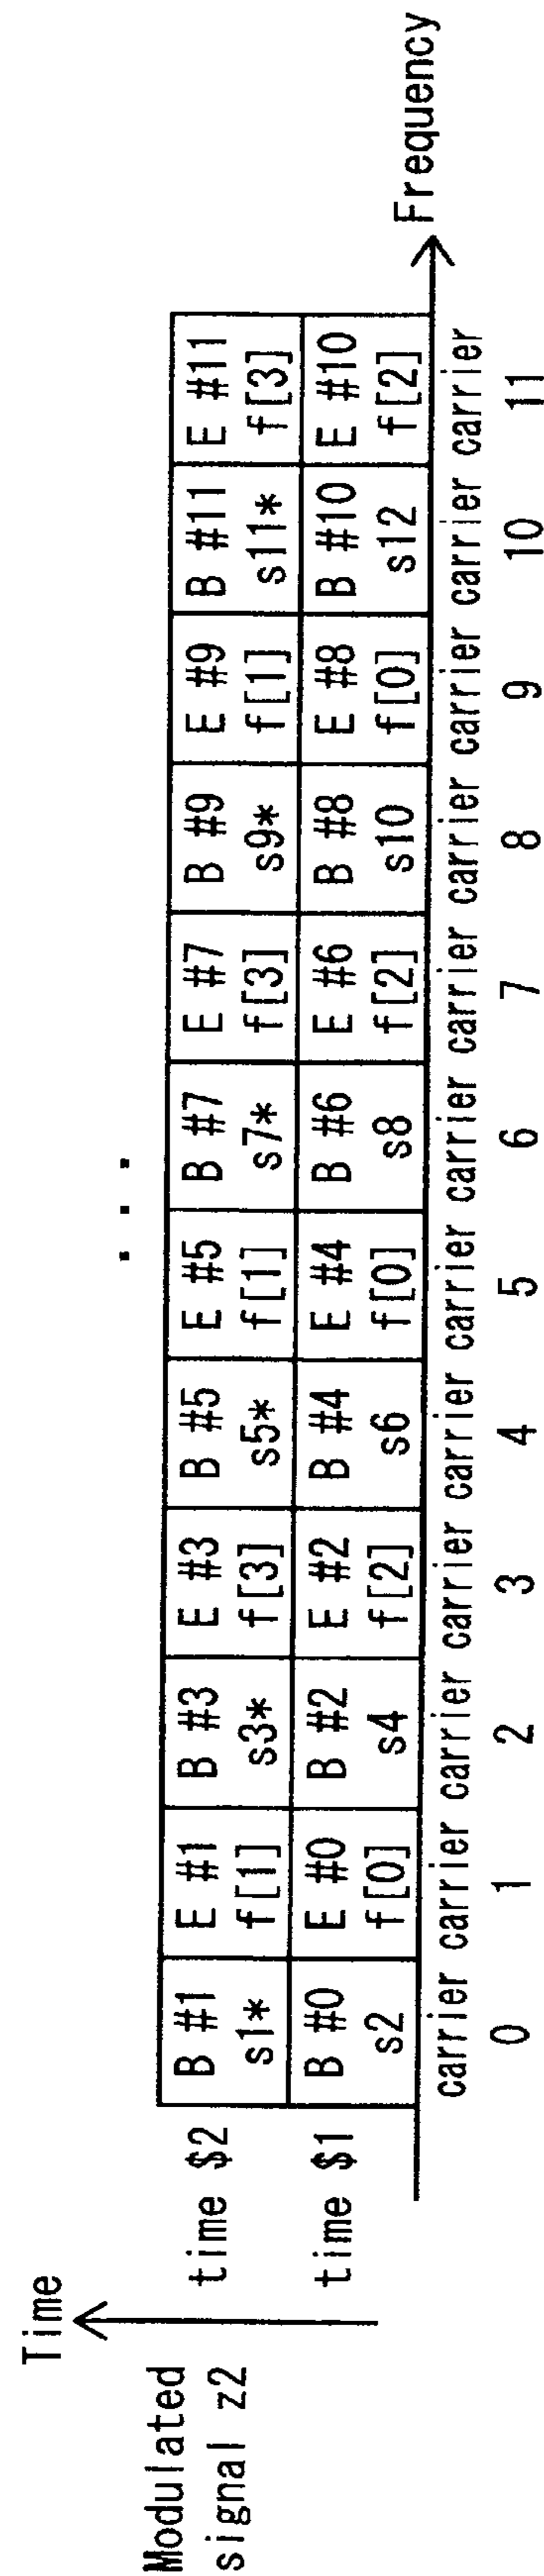 Modulated
signal z2
Time
...
time $2
B #1 E #1 B #3 E #3 B #5 E #5 B #7 E #7 B #9 E #9 B #11 E #11
s1* f[1] s3* f[3] s5* f[1] s7* f[3] s9* f[1] s11* f[3]
time $1
B #0 E #0 B #2 E #2 B #4 E #4 B #6 E #6 B #8 E #8 B #10 E #10
s2 f[0] s4 f[2] s6 f[0] s8 f[2] s10 f[0] s12 f[2]
Frequency
carrier carrier carrier carrier carrier carrier carrier carrier carrier carrier carrier carrier
0 1 2 3 4 5 6 7 8 9 10 11